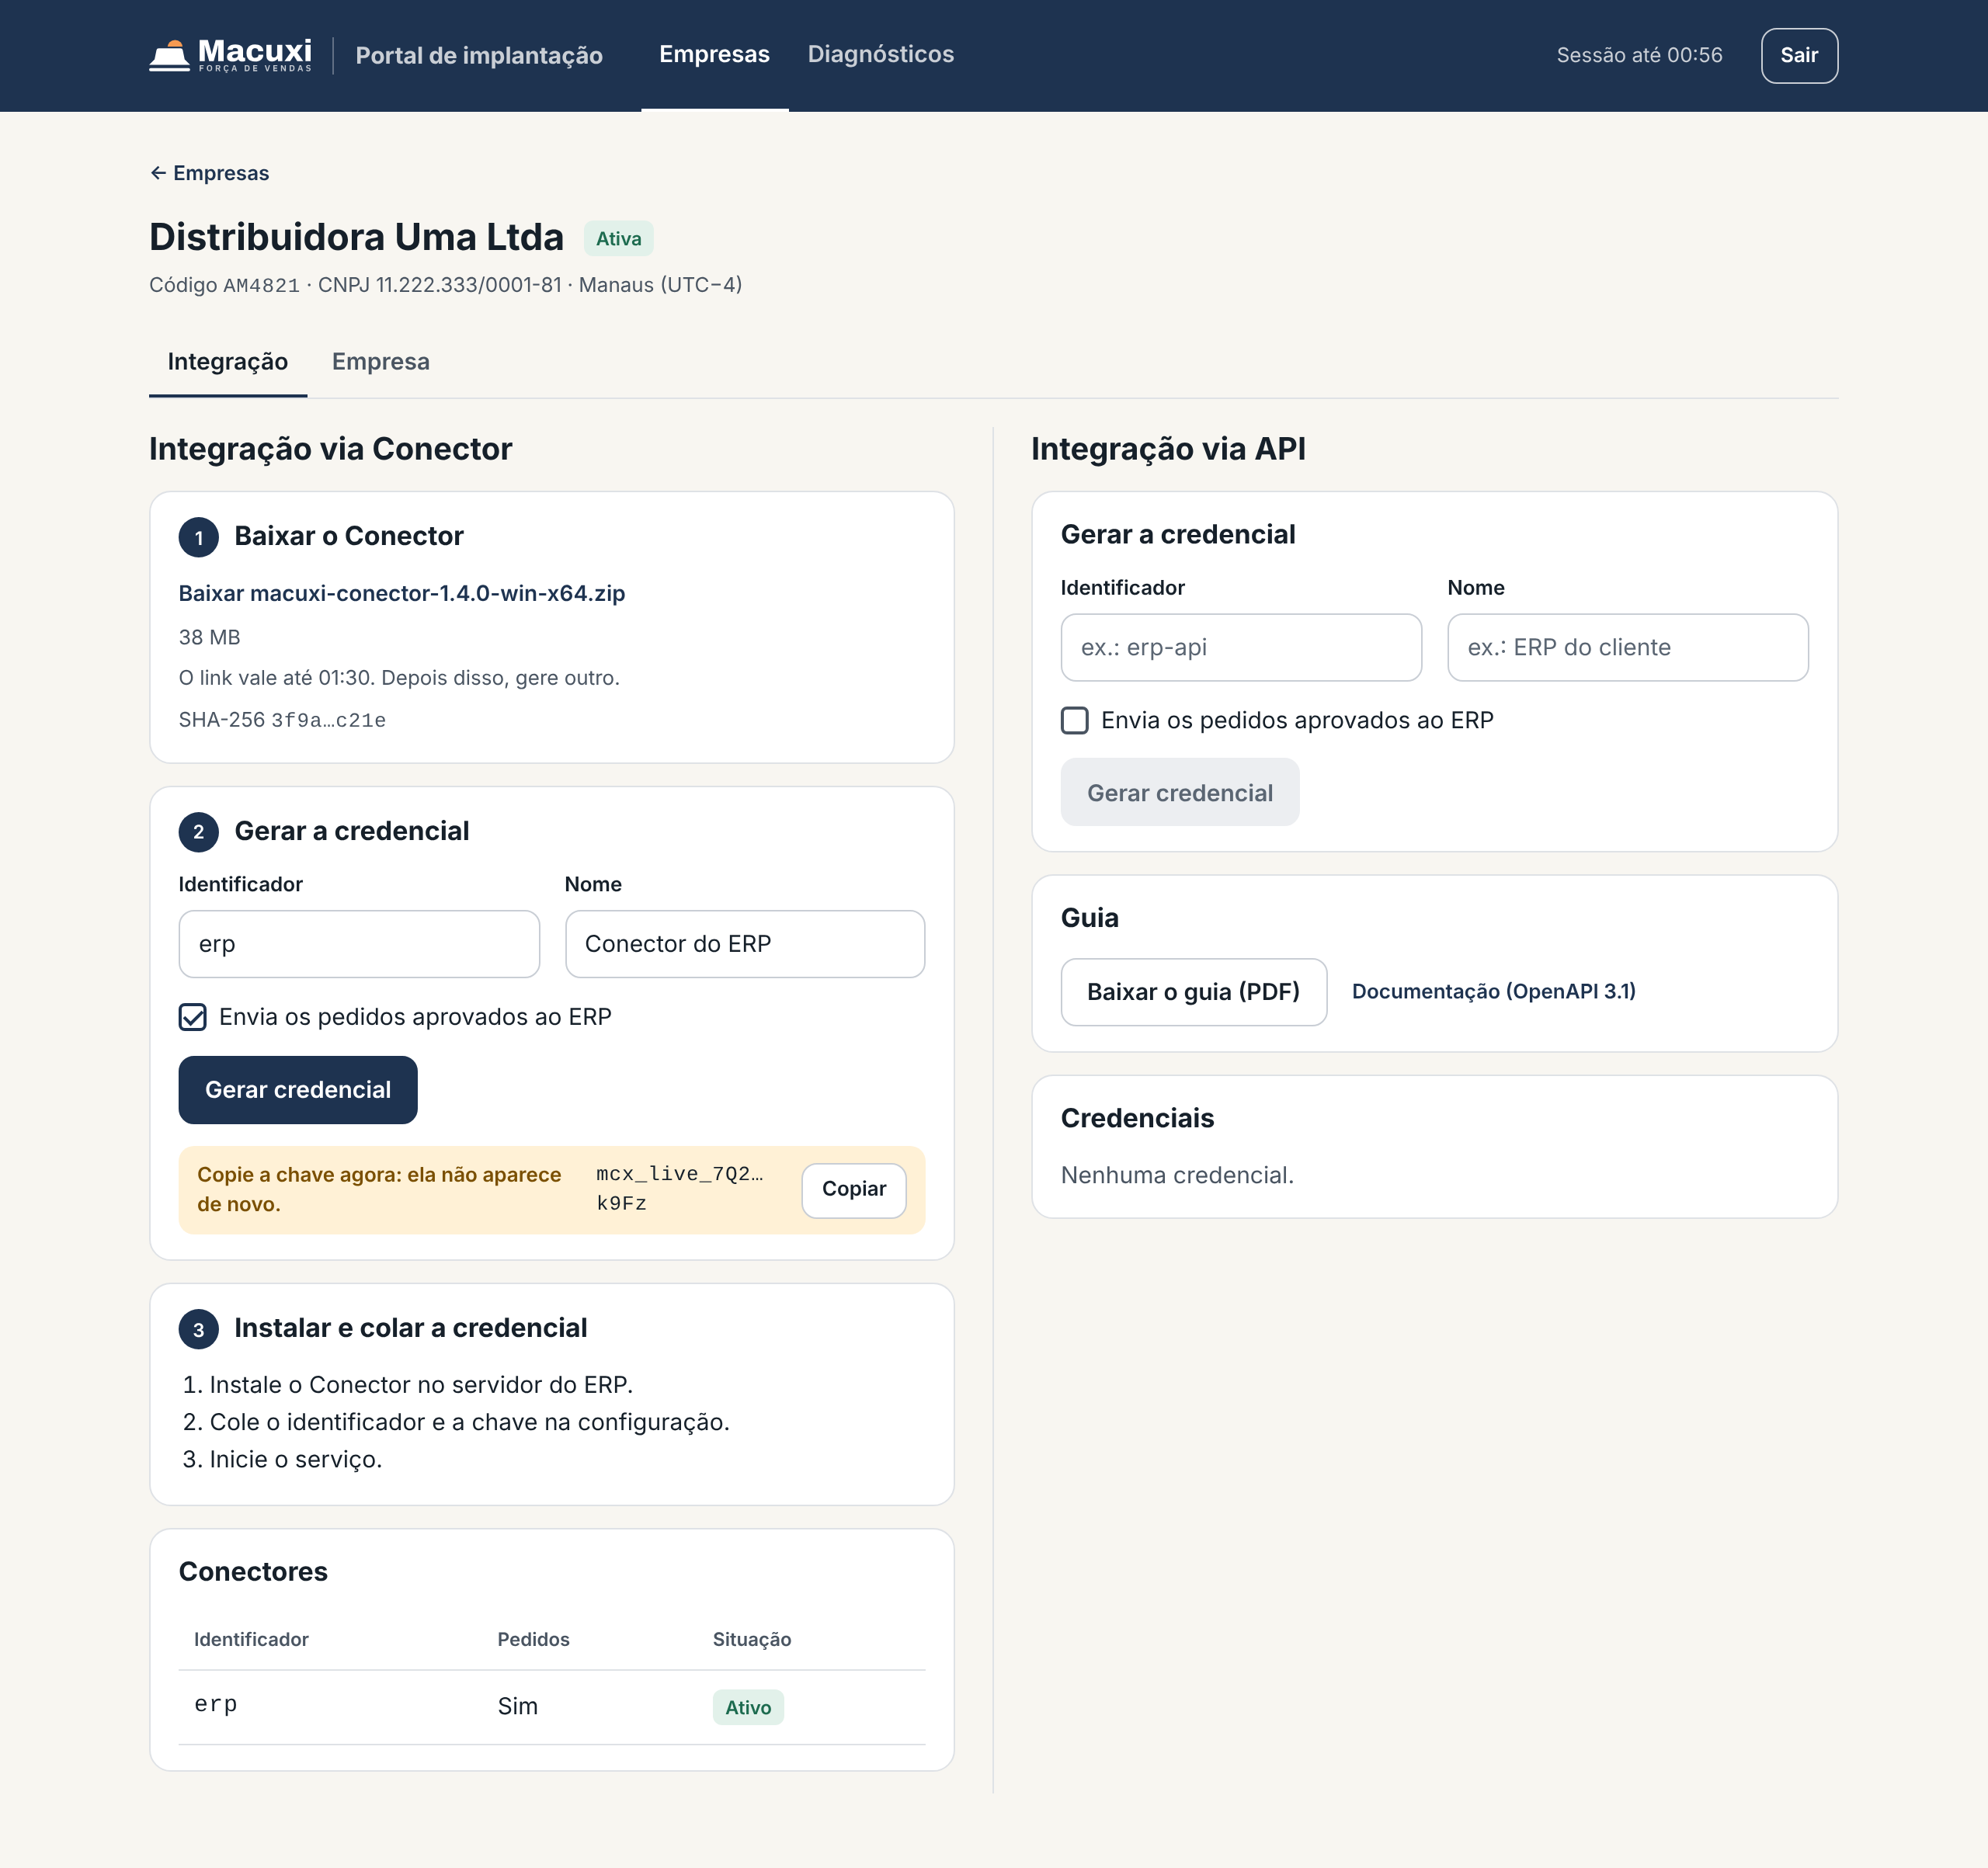 Macuxi
FORÇA DE VENDAS
Portal de implantação
Empresas
Diagnósticos
Sessão até 00:56
Sair
← Empresas
Distribuidora Uma Ltda
Ativa
Código AM4821 · CNPJ 11.222.333/0001-81 · Manaus (UTC−4)
Integração
Empresa
Integração via Conector
1 Baixar o Conector
Baixar macuxi-conector-1.4.0-win-x64.zip
38 MB
O link vale até 01:30. Depois disso, gere outro.
SHA-256 3f9a…c21e
2 Gerar a credencial
Identificador
Nome
erp
Conector do ERP
Envia os pedidos aprovados ao ERP
Gerar credencial
Copie a chave agora: ela não aparece
de novo.
mcx_live_7Q2…
k9Fz
Copiar
3 Instalar e colar a credencial
1. Instale o Conector no servidor do ERP.
2. Cole o identificador e a chave na configuração.
3. Inicie o serviço.
Conectores
Identificador
Pedidos
Situação
erp
Sim
Ativo
Integração via API
Gerar a credencial
Identificador
Nome
ex.: erp-api
ex.: ERP do cliente
Envia os pedidos aprovados ao ERP
Gerar credencial
Guia
Baixar o guia (PDF)
Documentação (OpenAPI 3.1)
Credenciais
Nenhuma credencial.